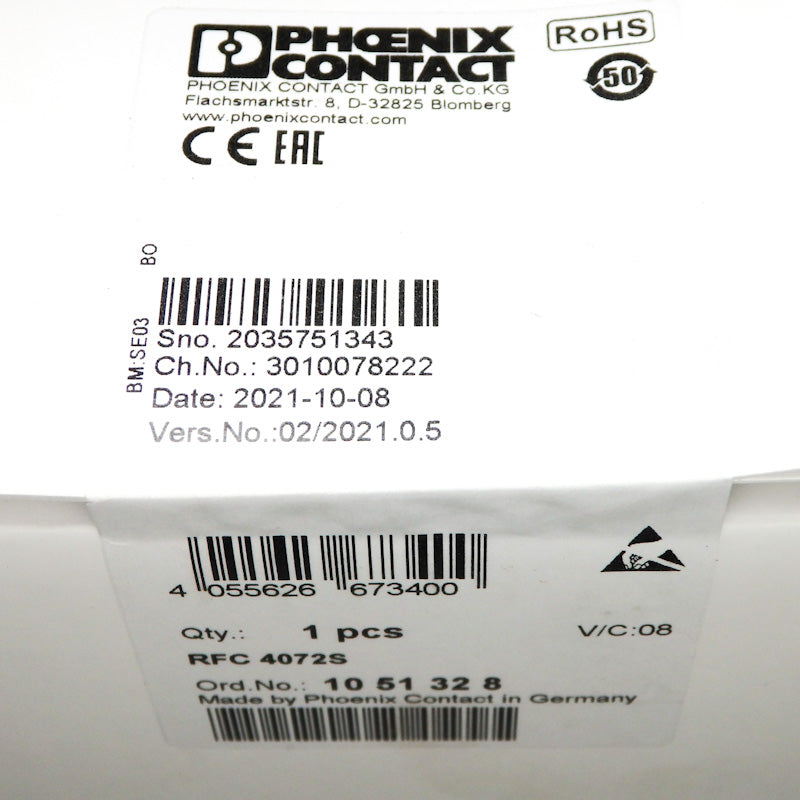 PHŒNIX
CONTACT
RoHS
50
PHOENIX CONTACT GmbH & Co.KG
Flachsmarktstr. 8, D-32825 Blomberg
www.phoenixcontact.com
CE EAC
BO
BM:SE03
Sno. 2035751343
Ch.No.: 3010078222
Date: 2021-10-08
Vers.No.:02/2021.0.5
4 055626 673400
Qty.: 1 pcs V/C:08
RFC 4072S
Ord.No.: 10 51 32 8
Made by Phoenix Contact in Germany